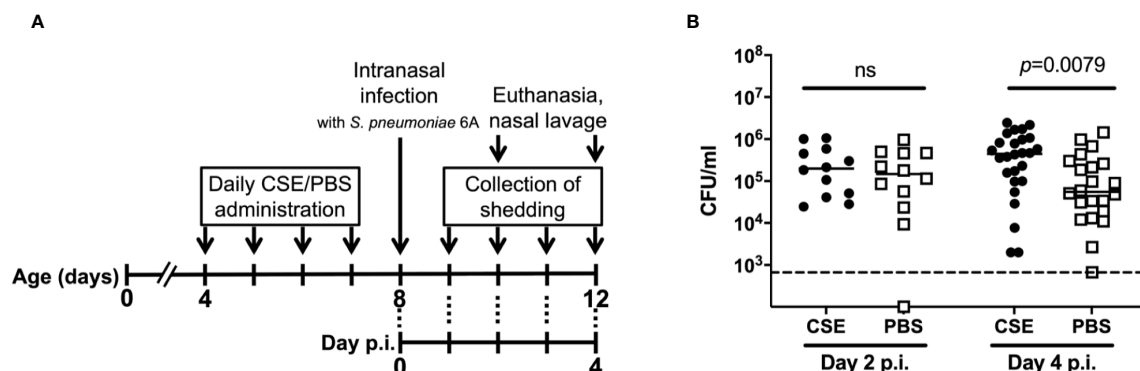 A
Intranasal
infection
with S. pneumoniae 6A
Euthanasia,
nasal lavage
Daily CSE/PBS
administration
Collection of
shedding
Age (days)
0
4
8
12
Day p.i.
0
4
B
CFU/ml
10^8
10^7
10^6
10^5
10^4
10^3
ns
p=0.0079
CSE
PBS
CSE
PBS
Day 2 p.i.
Day 4 p.i.